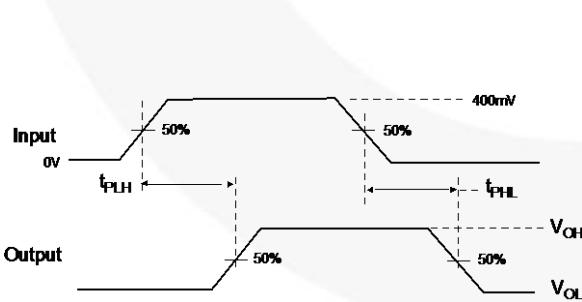 400mV
Input
50%
50%
0V
tPLH
tPHL
VOH
Output
50%
50%
VOL